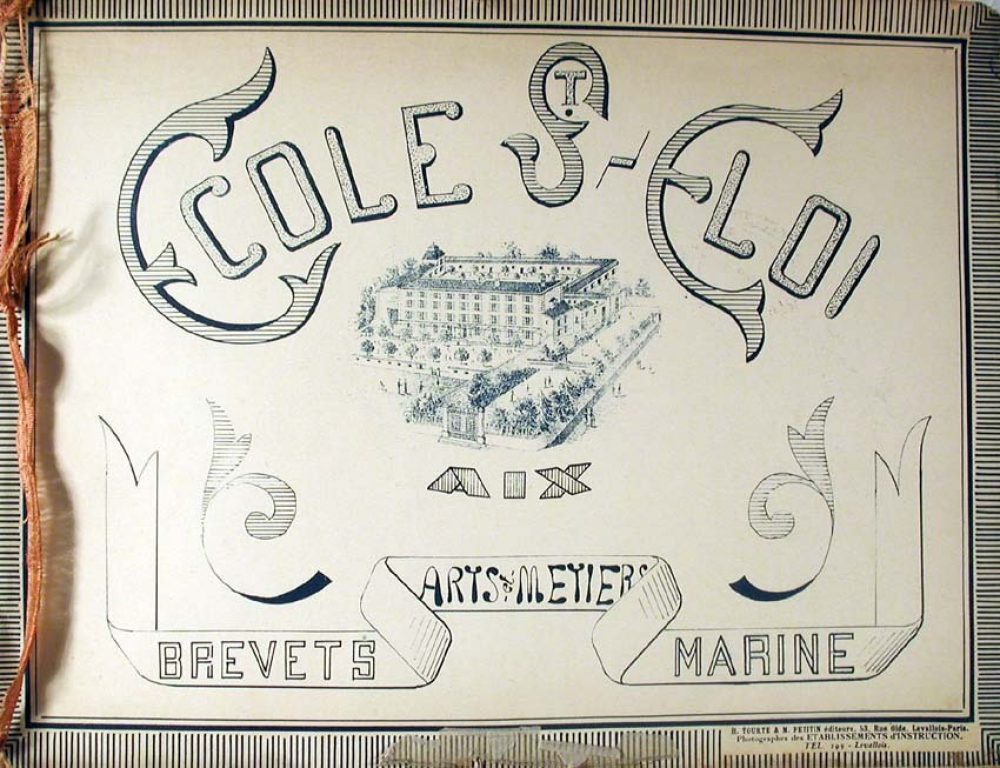 ECOLE ST-ELOI
AIX
ARTS & METIERS
BREVETS
MARINE
H. TOURTE & M. PETITIN éditeurs, 53, Rue Gide, Levallois-Paris.
Photographes des ETABLISSEMENTS d'INSTRUCTION.
TEL. 199 - Levallois.